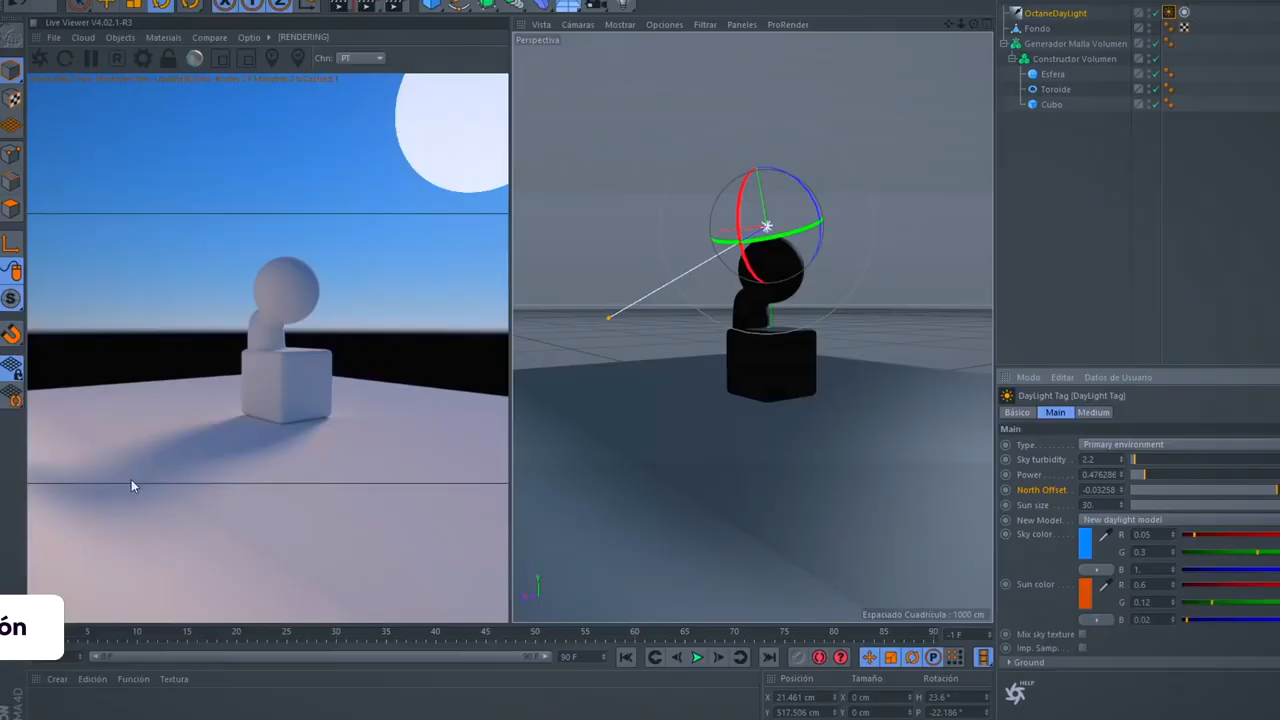 Live Viewer V4.02.1-R3
File Cloud Objects Materials Compare Optio [RENDERING]
Chn: PT
Vista Cámaras Mostrar Opciones Filtrar Paneles ProRender
Perspectiva
Espaciado Cuadrícula : 1000 cm
Y
OctaneDayLight
Fondo
Generador Malla Volumen
Constructor Volumen
Esfera
Toroide
Cubo
Modo Editar Datos de Usuario
DayLight Tag [DayLight Tag]
Básico Main Medium
Main
Type Primary environment
Sky turbidity 2.2
Power 0.476286
North Offset -0.03258
Sun size 30.
New Model: New daylight model
Sky color R 0.05
G 0.3
B 1.
Sun color R 0.6
G 0.12
B 0.02
Mix sky texture
Imp. Samp.
Ground
HELP
ón
5 10 15 20 25 30 35 40 45 50 55 60 65 70 75 80 85 90 -1 F
0 F 90 F 90 F
Crear Edición Función Textura
Posición Tamaño Rotación
X 21.461 cm X 0 cm H 23.6 °
Y 517.506 cm Y 0 cm P -22.186 °